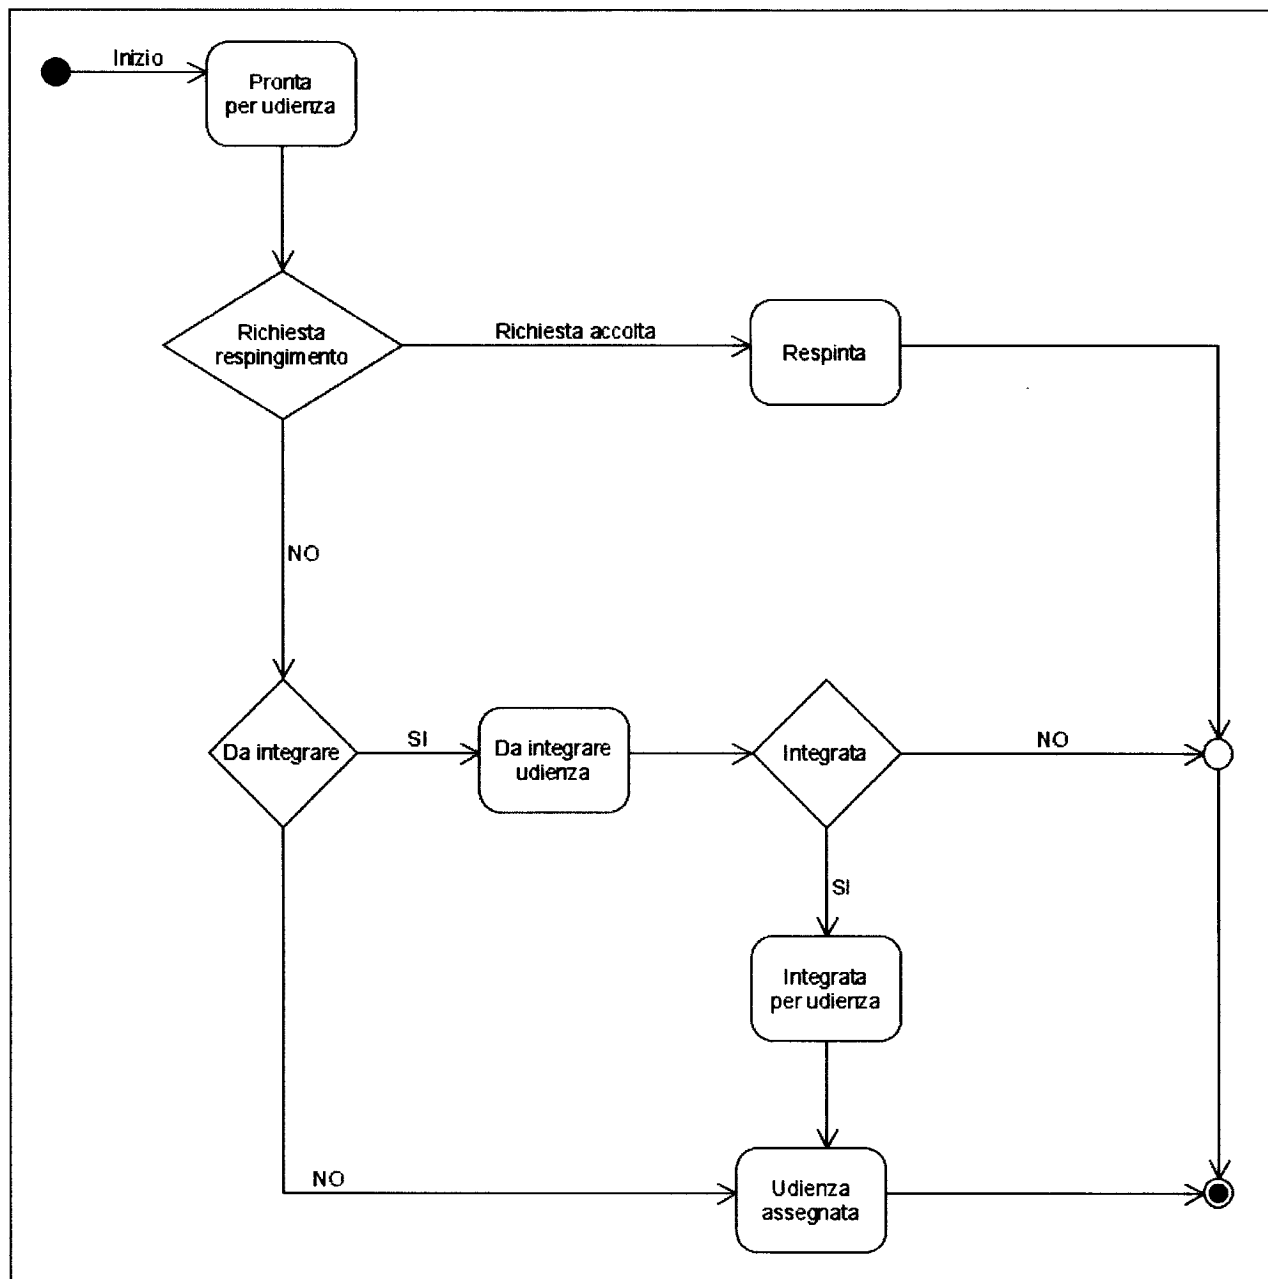 Inizio
Pronta
per udienza
Richiesta
respingimento
Richiesta accolta
Respinta
NO
Da integrare
SI
Da integrare
udienza
Integrata
NO
SI
Integrata
per udienza
NO
Udienza
assegnata